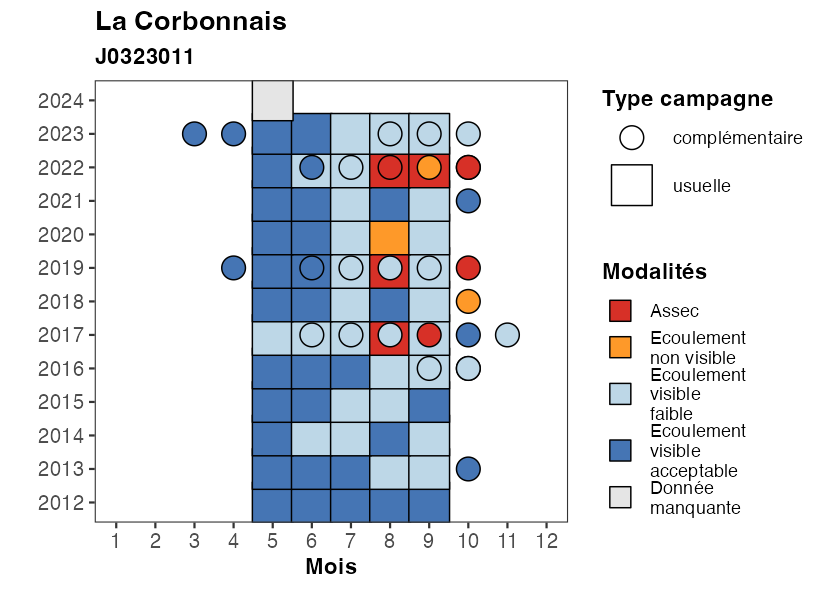 La Corbonnais
J0323011
2024
2023
2022
2021
2020
2019
2018
2017
2016
2015
2014
2013
2012
1 2 3 4 5 6 7 8 9 10 11 12
Mois
Type campagne
complémentaire
usuelle
Modalités
Assec
Ecoulement
non visible
Ecoulement
visible
faible
Ecoulement
visible
acceptable
Donnée
manquante